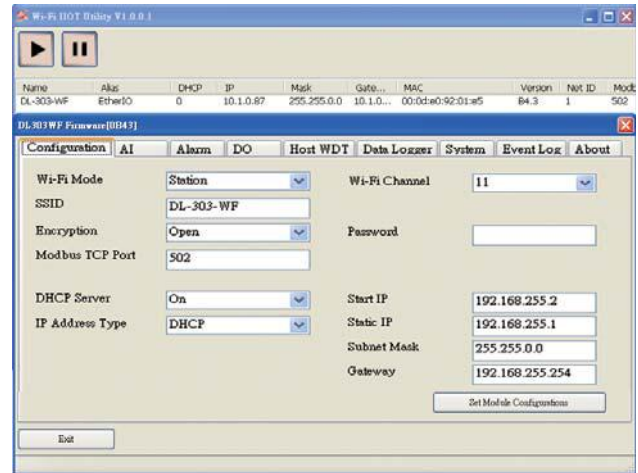 Wi-Fi IIOT Utility V1.0.0.1
Name Alias DHCP IP Mask Gate... MAC Version Net ID Modb
DL-303-WF EtherIO 0 10.1.0.87 255.255.0.0 10.1.0... 00:0d:e0:92:01:e5 B4.3 1 502
DL303WF Firmware[0B43]
Configuration AI Alarm DO Host WDT Data Logger System Event Log About
Wi-Fi Mode Station Wi-Fi Channel 11
SSID DL-303-WF
Encryption Open Password
Modbus TCP Port 502
DHCP Server On Start IP 192.168.255.2
IP Address Type DHCP Static IP 192.168.255.1
Subnet Mask 255.255.0.0
Gateway 192.168.255.254
Set Module Configurations
Exit